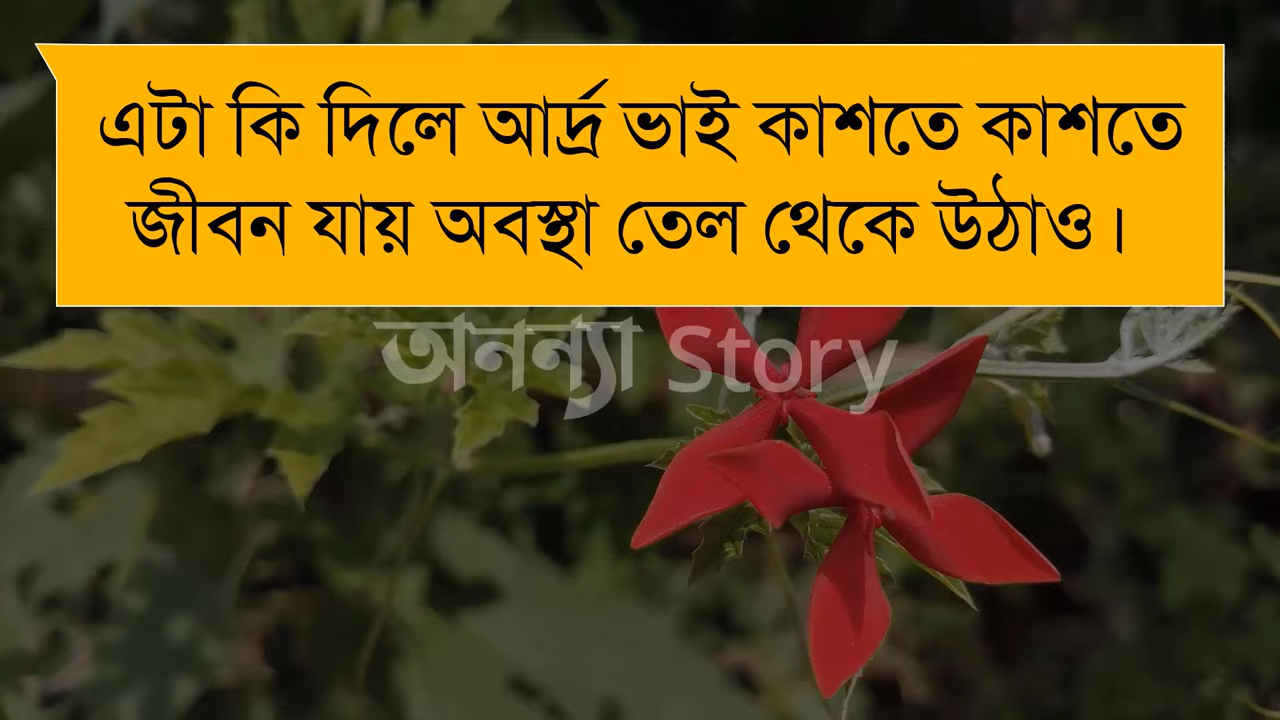 এটা কি দিলে আর্দ্র ভাই কাশতে কাশতে
জীবন যায় অবস্থা তেল থেকে উঠাও।
অনন্যা Story